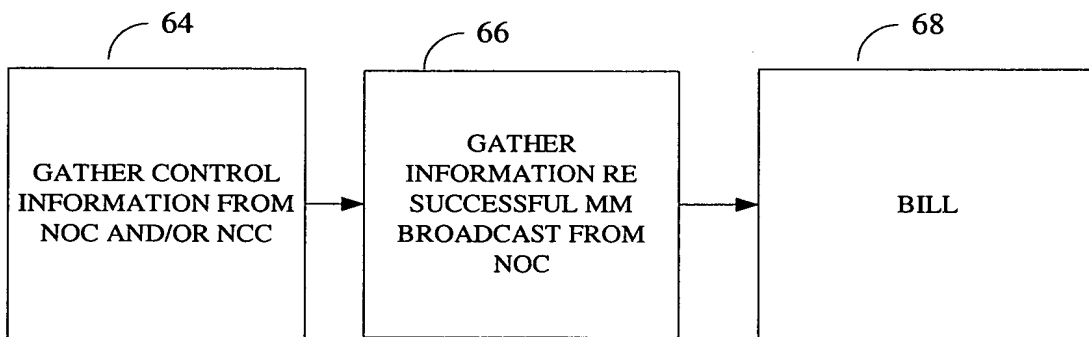 64
66
68
GATHER CONTROL
INFORMATION FROM
NOC AND/OR NCC
GATHER
INFORMATION RE
SUCCESSFUL MM
BROADCAST FROM
NOC
BILL